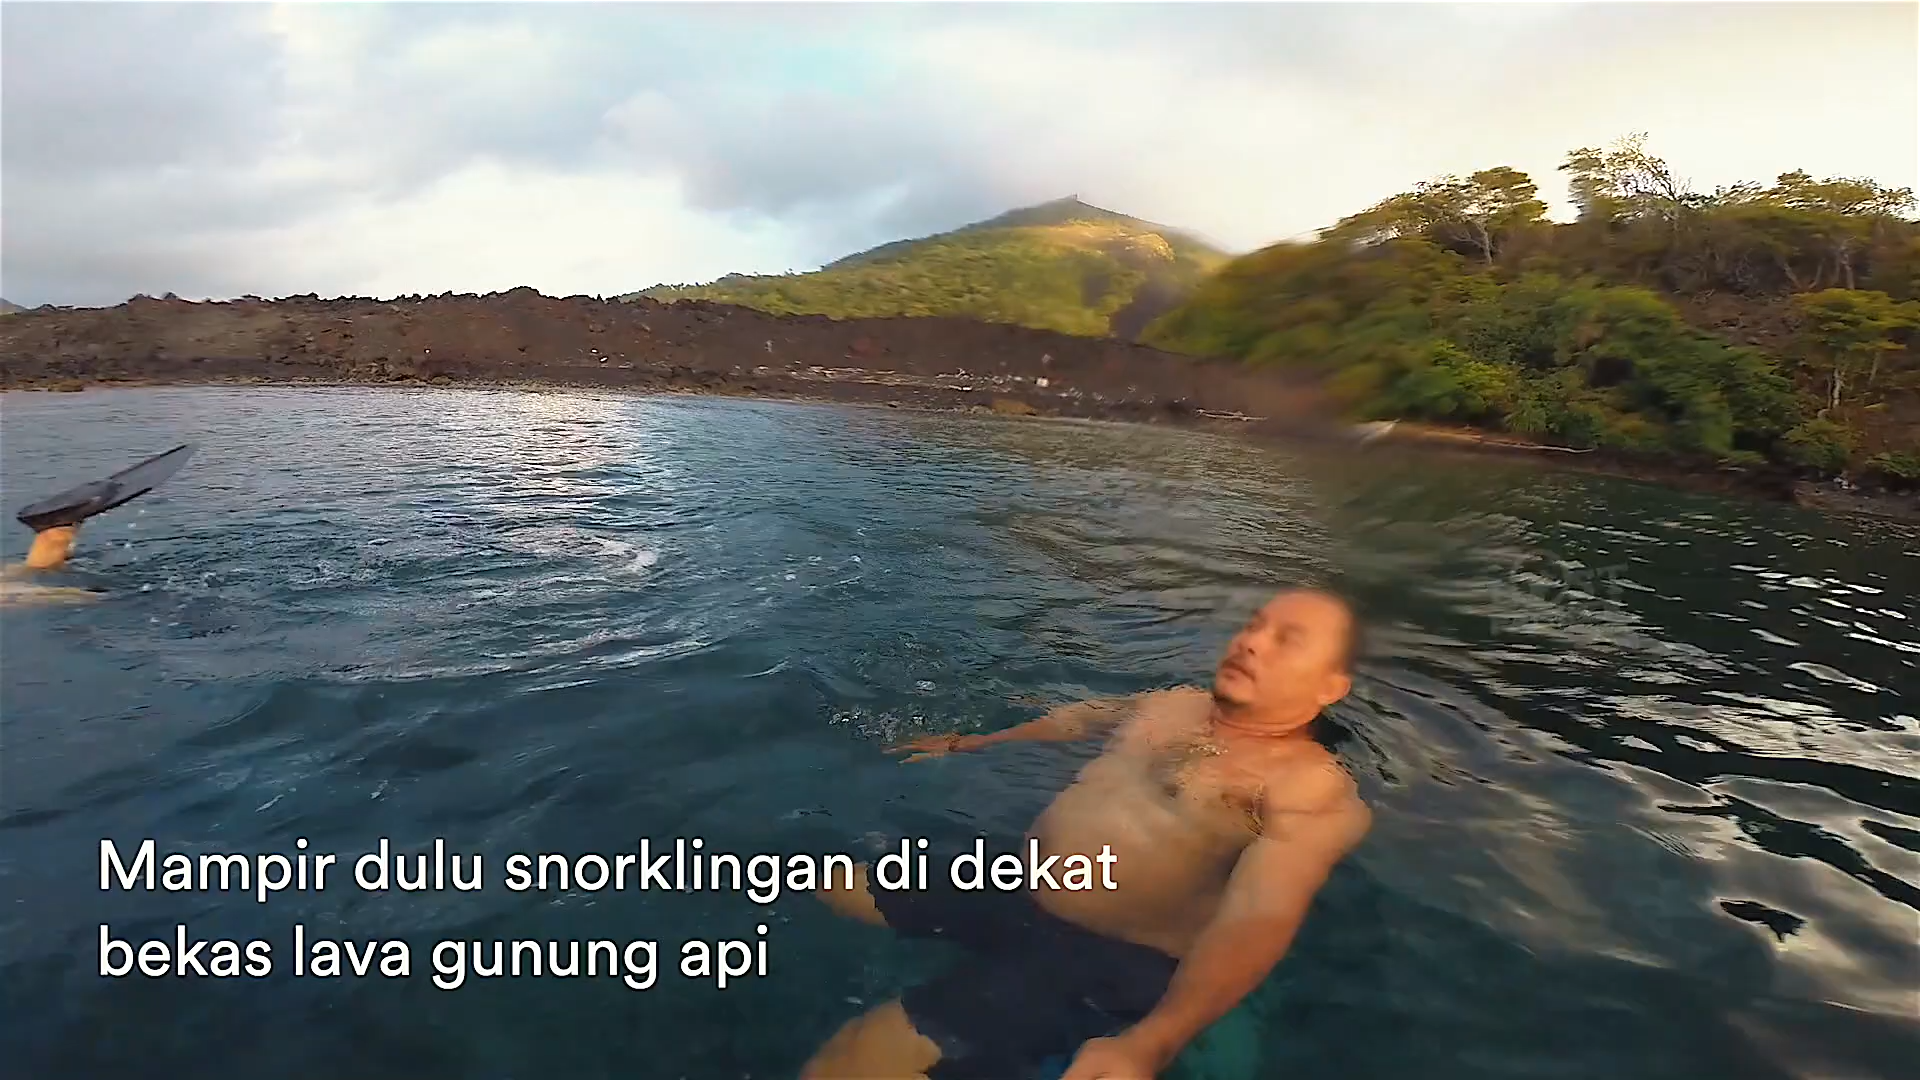 Mampir dulu snorklingan di dekat
bekas lava gunung api